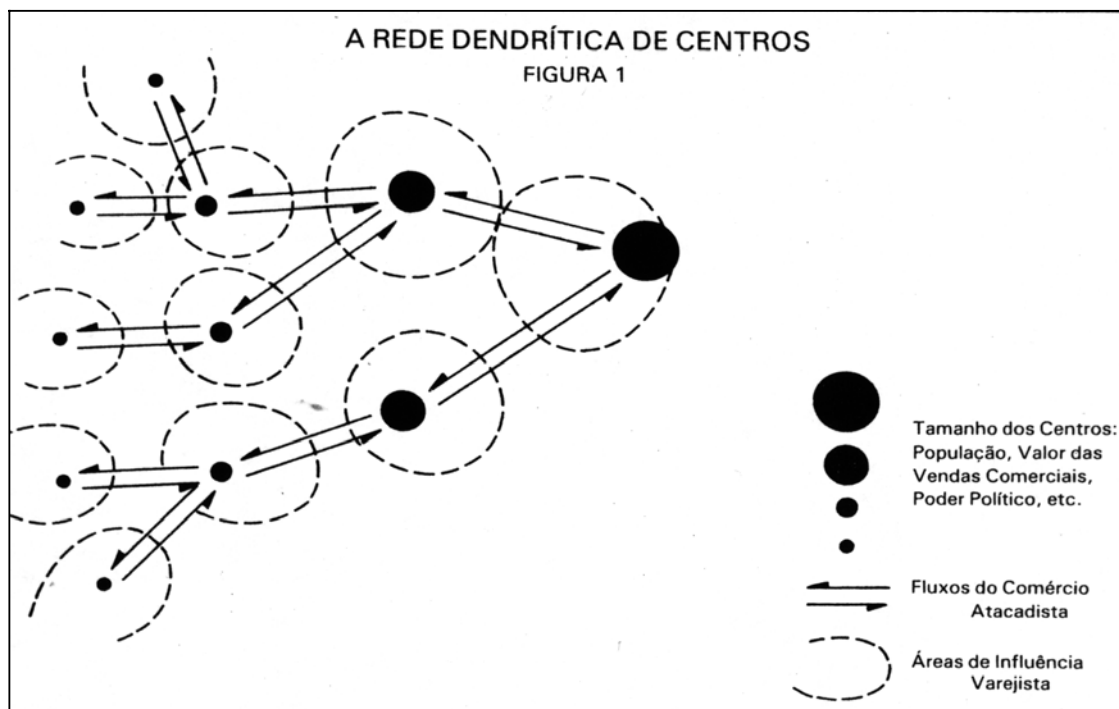 A REDE DENDRÍTICA DE CENTROS
FIGURA 1
Tamanho dos Centros:
População, Valor das
Vendas Comerciais,
Poder Político, etc.
Fluxos do Comércio
Atacadista
Áreas de Influência
Varejista